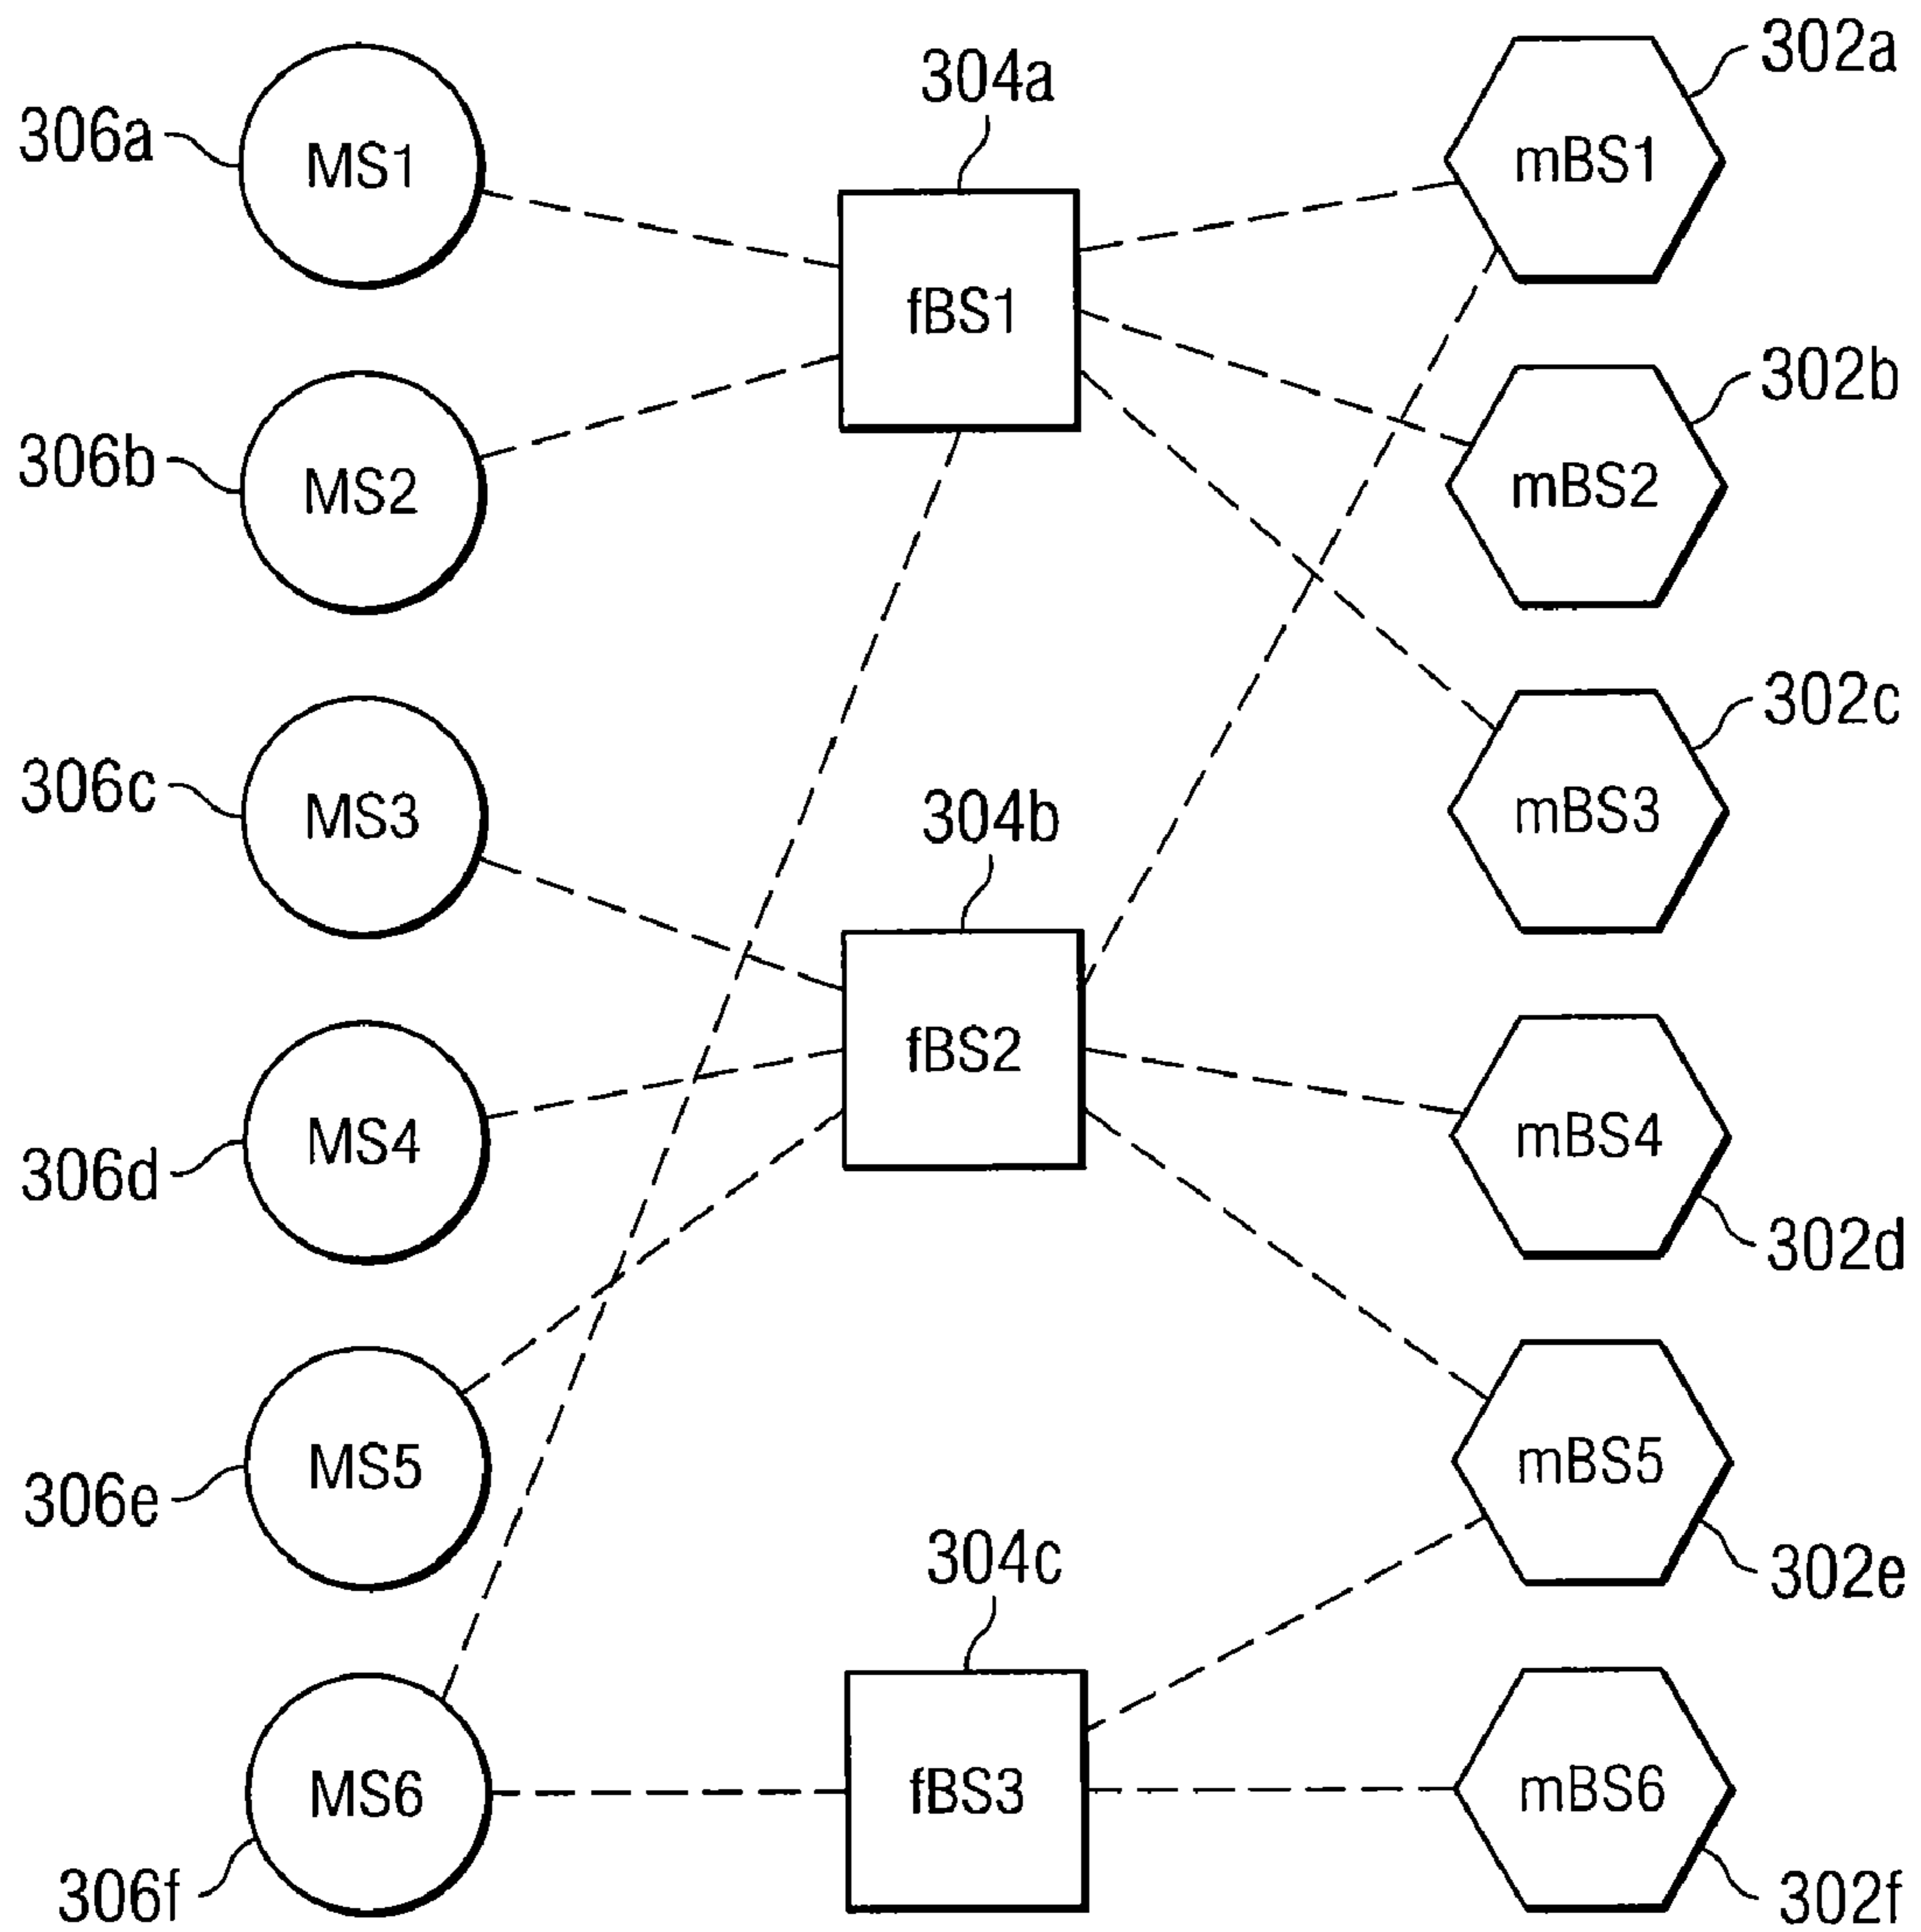 302a
304a
306a
MS1
mBS1
fBS1
302b
306b
MS2
mBS2
302c
306c
MS3
mBS3
304b
fBS2
MS4
mBS4
306d
302d
MS5
mBS5
306e
304c
302e
MS6
fBS3
mBS6
306f
302f